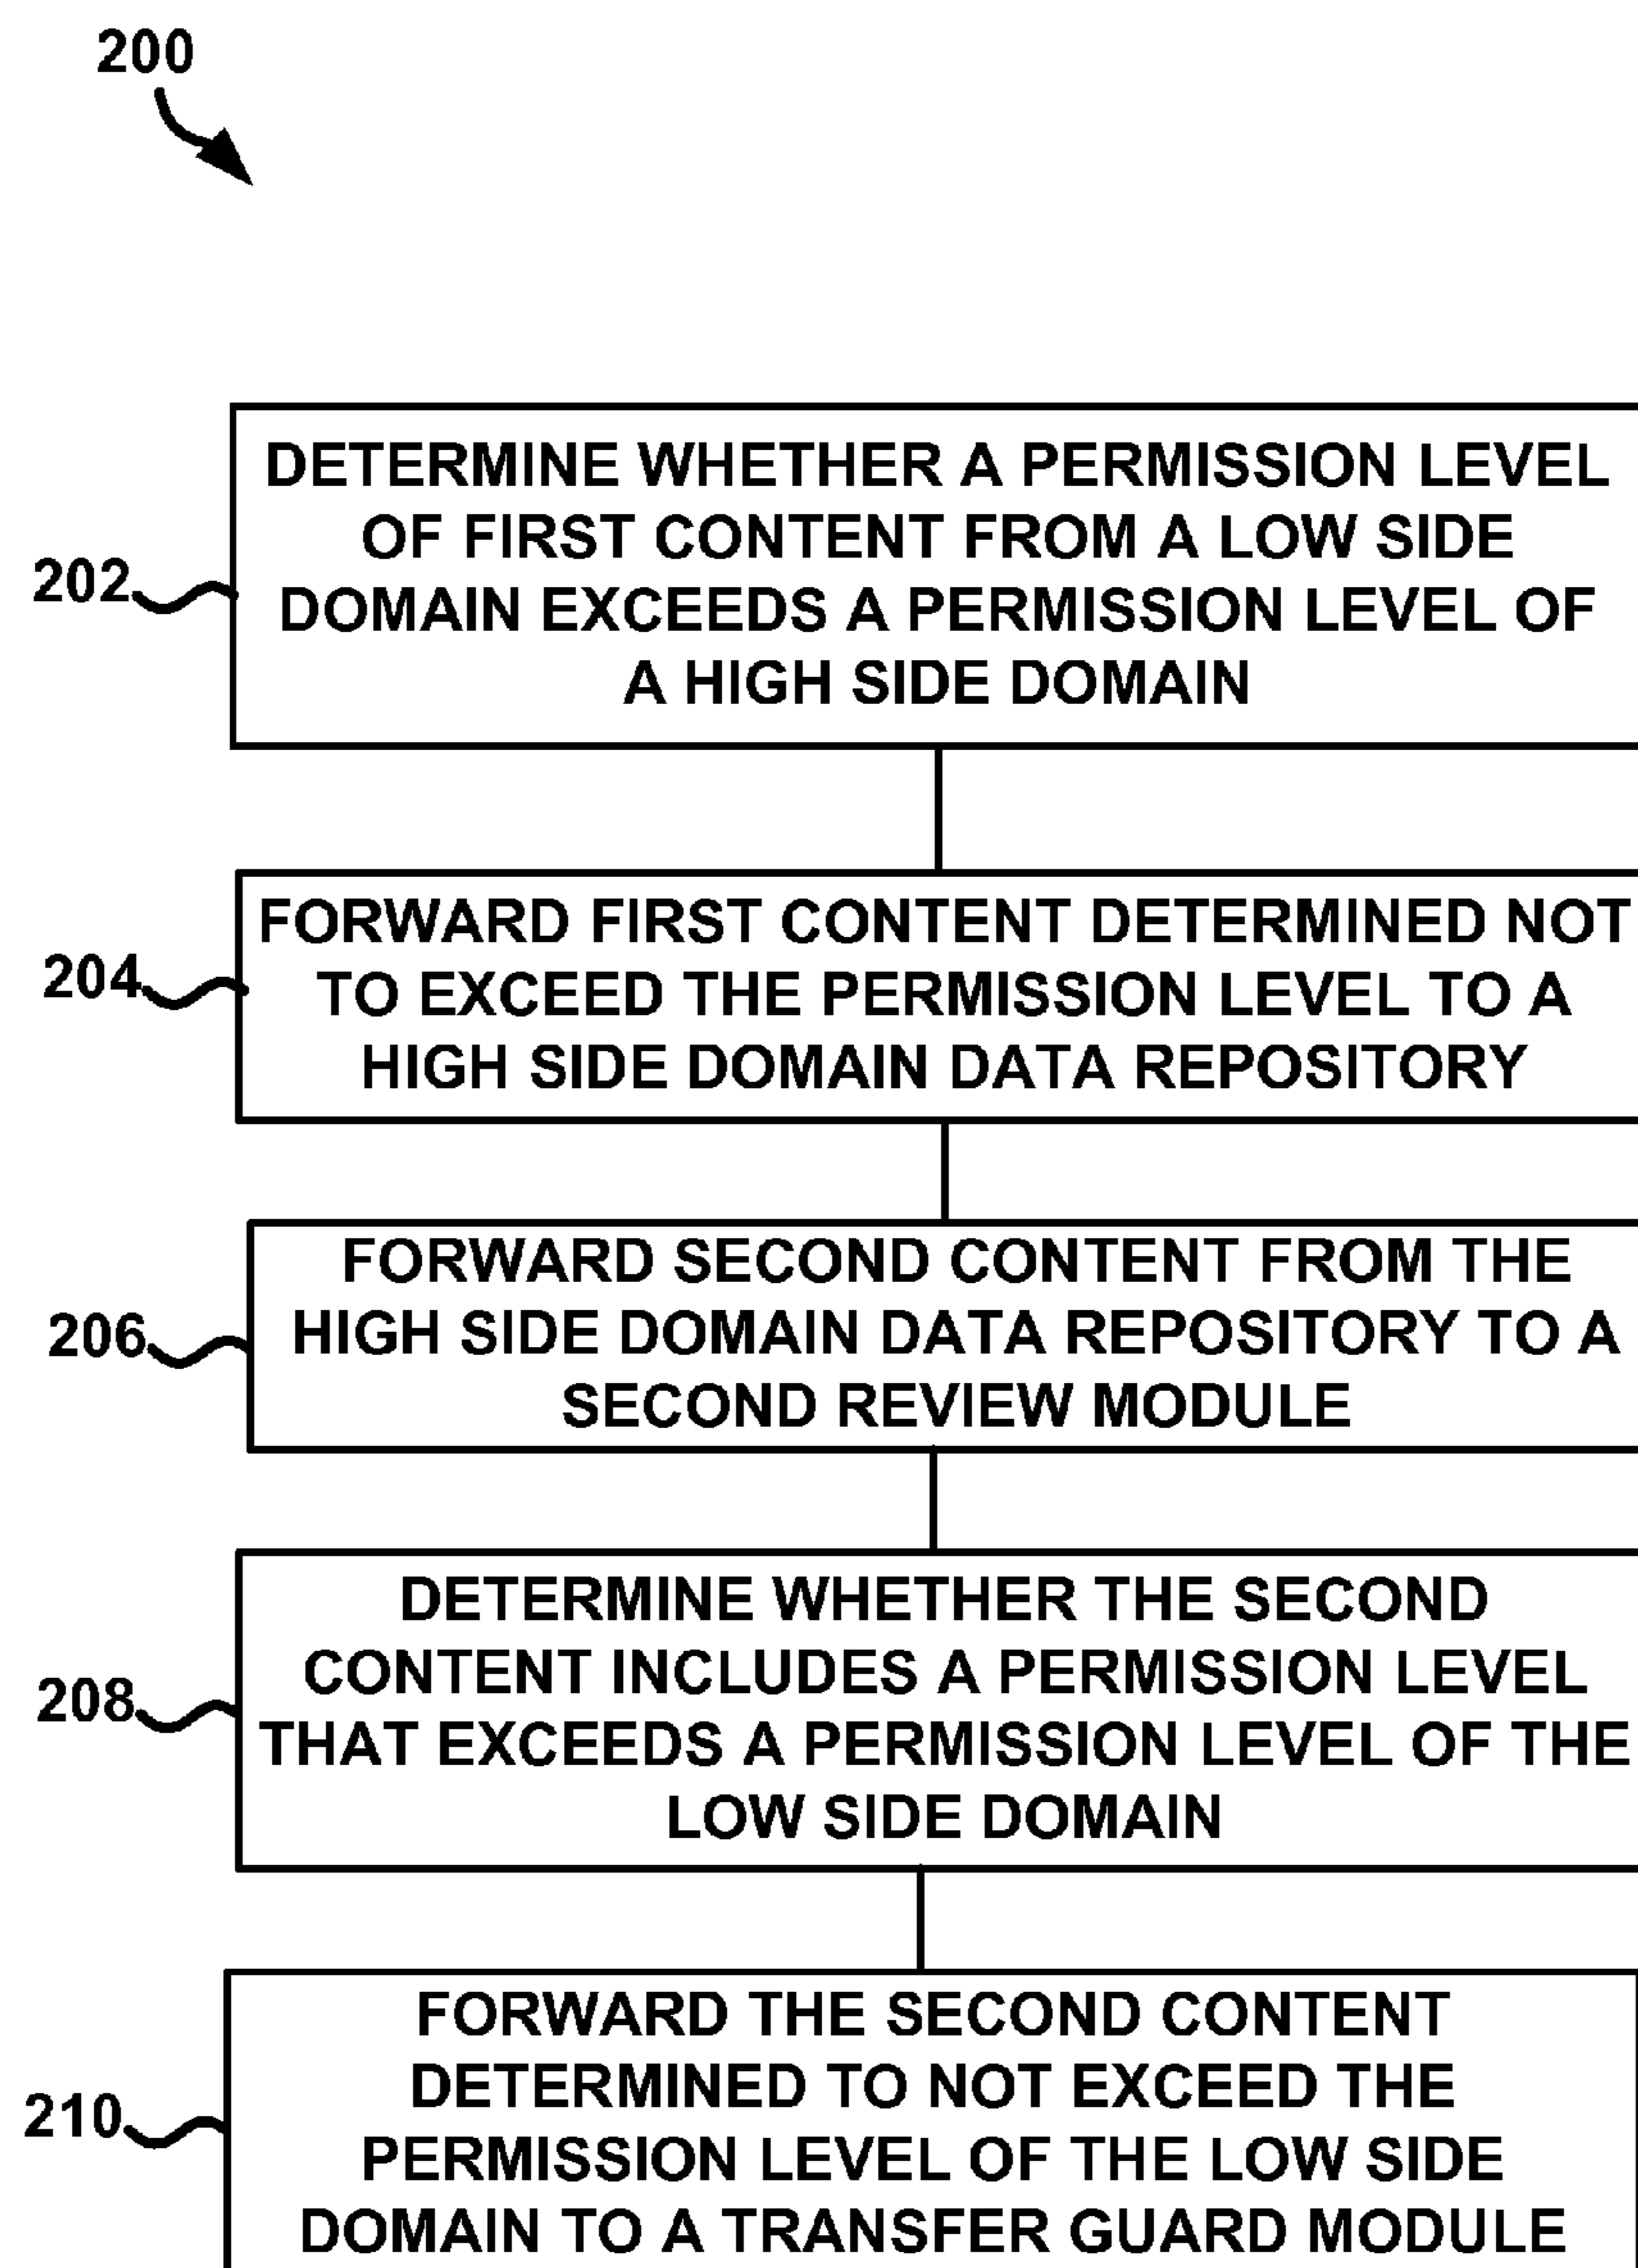 200
202
DETERMINE WHETHER A PERMISSION LEVEL
OF FIRST CONTENT FROM A LOW SIDE
DOMAIN EXCEEDS A PERMISSION LEVEL OF
A HIGH SIDE DOMAIN
204
FORWARD FIRST CONTENT DETERMINED NOT
TO EXCEED THE PERMISSION LEVEL TO A
HIGH SIDE DOMAIN DATA REPOSITORY
206
FORWARD SECOND CONTENT FROM THE
HIGH SIDE DOMAIN DATA REPOSITORY TO A
SECOND REVIEW MODULE
208
DETERMINE WHETHER THE SECOND
CONTENT INCLUDES A PERMISSION LEVEL
THAT EXCEEDS A PERMISSION LEVEL OF THE
LOW SIDE DOMAIN
210
FORWARD THE SECOND CONTENT
DETERMINED TO NOT EXCEED THE
PERMISSION LEVEL OF THE LOW SIDE
DOMAIN TO A TRANSFER GUARD MODULE